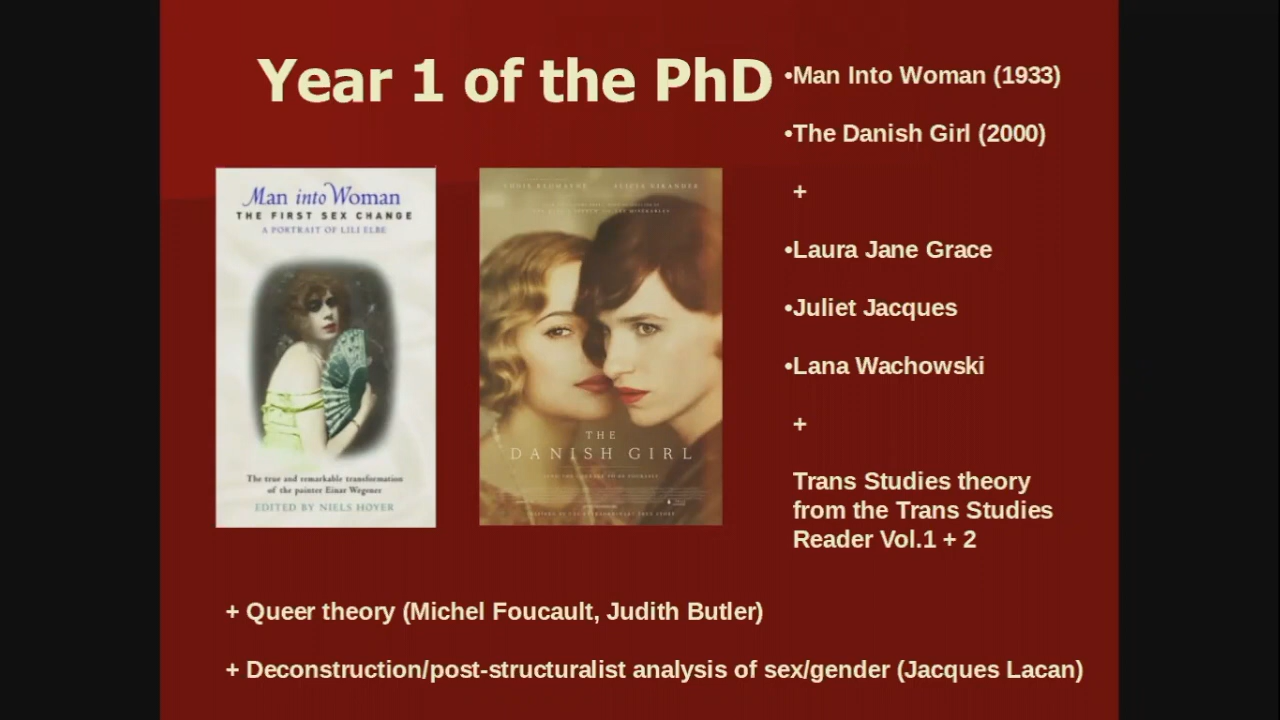 Year 1 of the PhD
•Man Into Woman (1933)
•The Danish Girl (2000)
+
•Laura Jane Grace
•Juliet Jacques
•Lana Wachowski
+
Trans Studies theory
from the Trans Studies
Reader Vol.1 + 2
Man into Woman
THE FIRST SEX CHANGE
A PORTRAIT OF LILI ELBE
The true and remarkable transformation
of the painter Einar Wegener
EDITED BY NIELS HOYER
EDDIE REDMAYNE ALICIA VIKANDER
THE
DANISH GIRL
+ Queer theory (Michel Foucault, Judith Butler)
+ Deconstruction/post-structuralist analysis of sex/gender (Jacques Lacan)